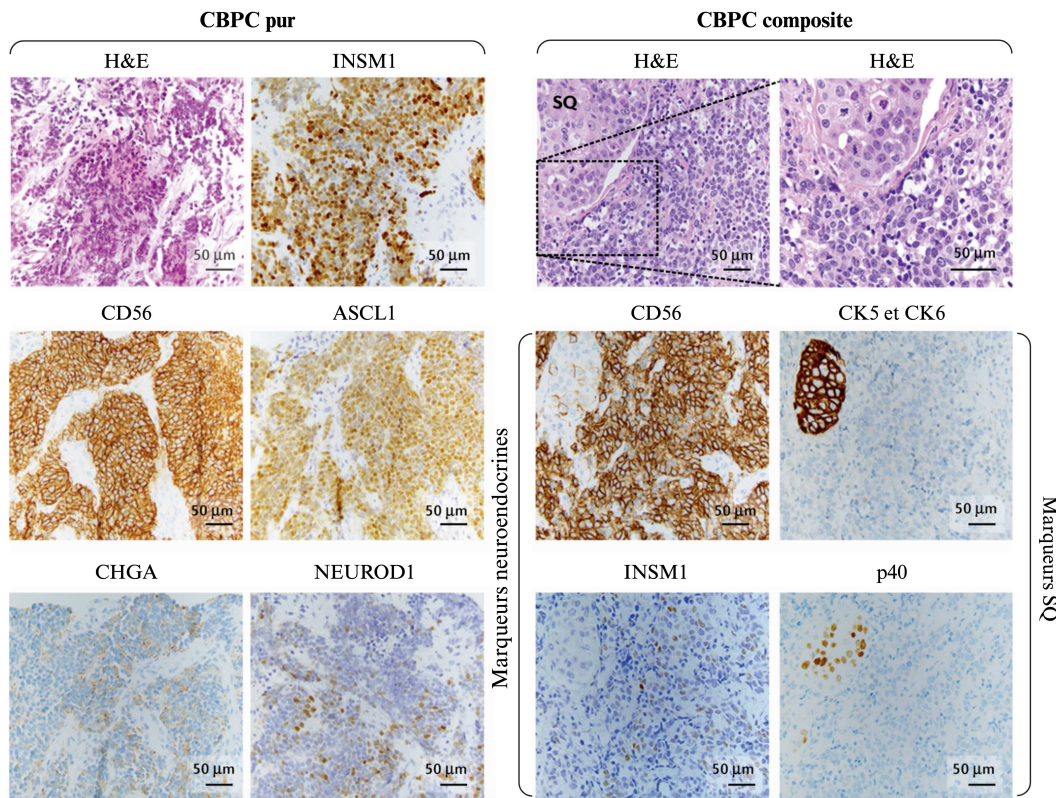 CBPC pur
H&E
INSM1
50 µm
50 µm
CD56
ASCL1
50 µm
50 µm
CHGA
NEUROD1
50 µm
50 µm
CBPC composite
H&E
H&E
SQ
50 µm
50 µm
Marqueurs neuroendocrines
CD56
CK5 et CK6
50 µm
50 µm
INSM1
p40
50 µm
50 µm
Marqueurs SQ